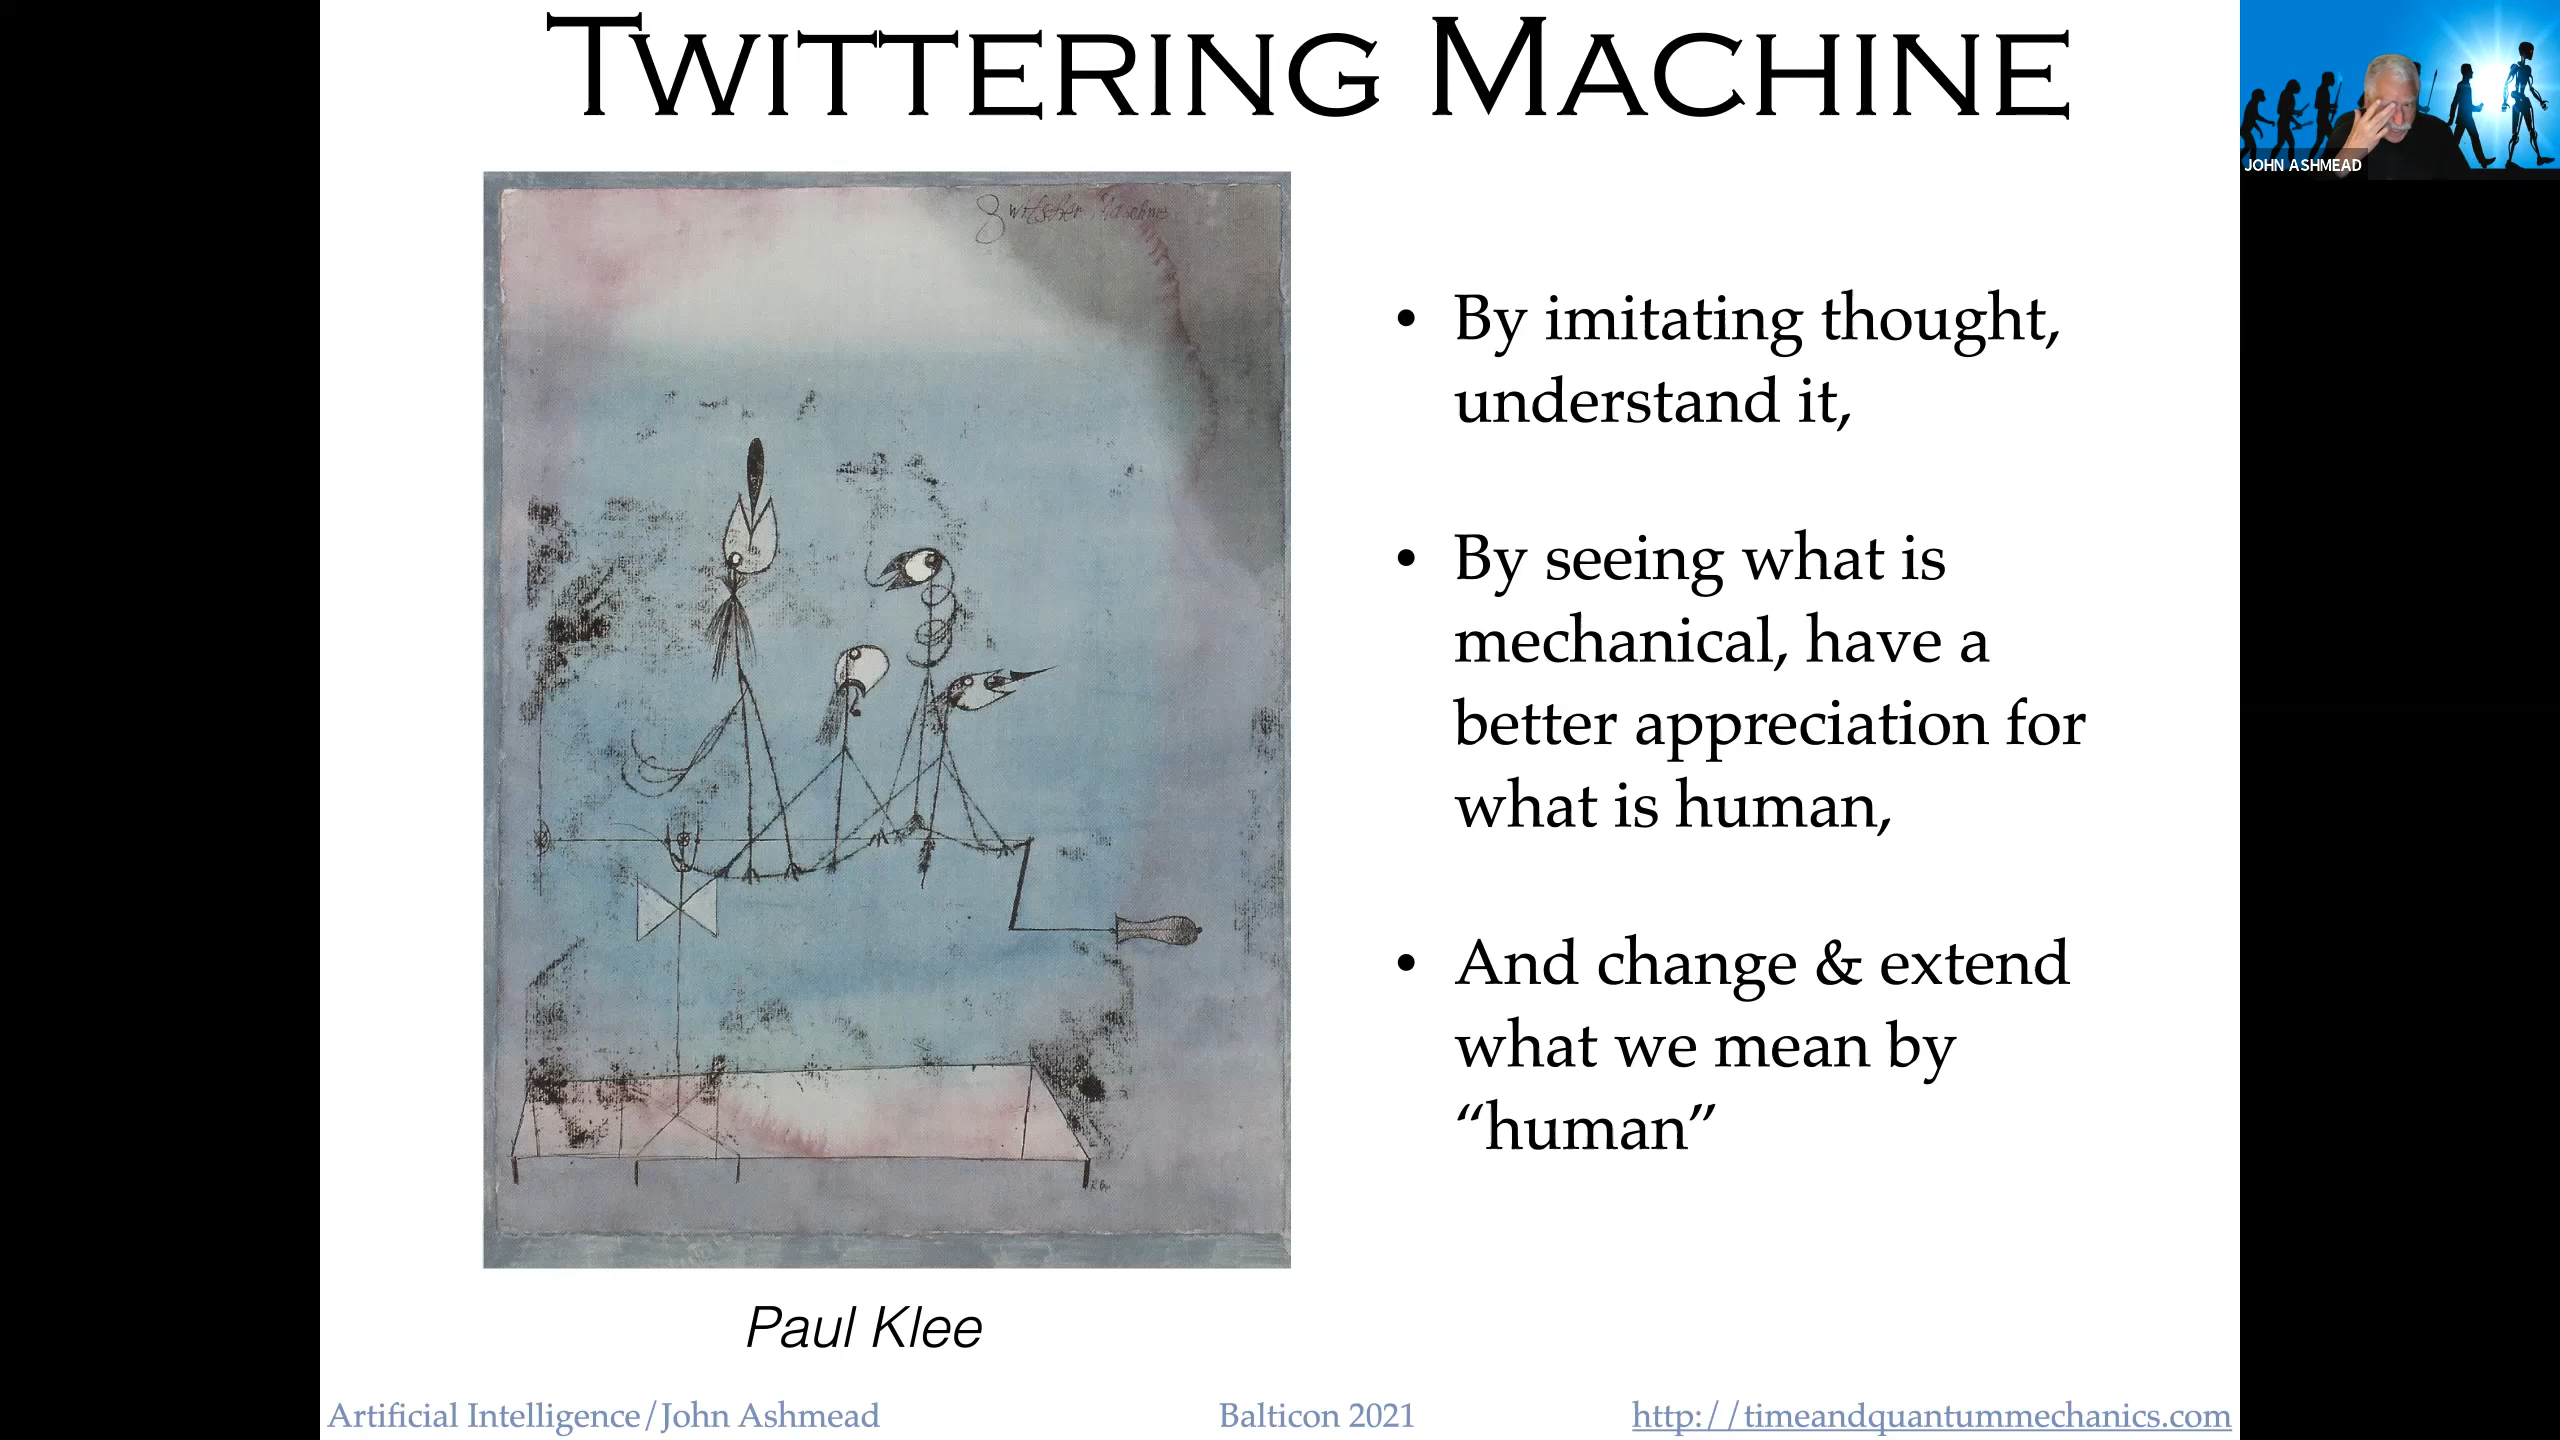 TWITTERING MACHINE
JOHN ASHMEAD
Zwitscher Maschine
• By imitating thought,
understand it,
• By seeing what is
mechanical, have a
better appreciation for
what is human,
• And change & extend
what we mean by
“human”
Paul Klee
Artificial Intelligence/John Ashmead
Balticon 2021
http://timeandquantummechanics.com